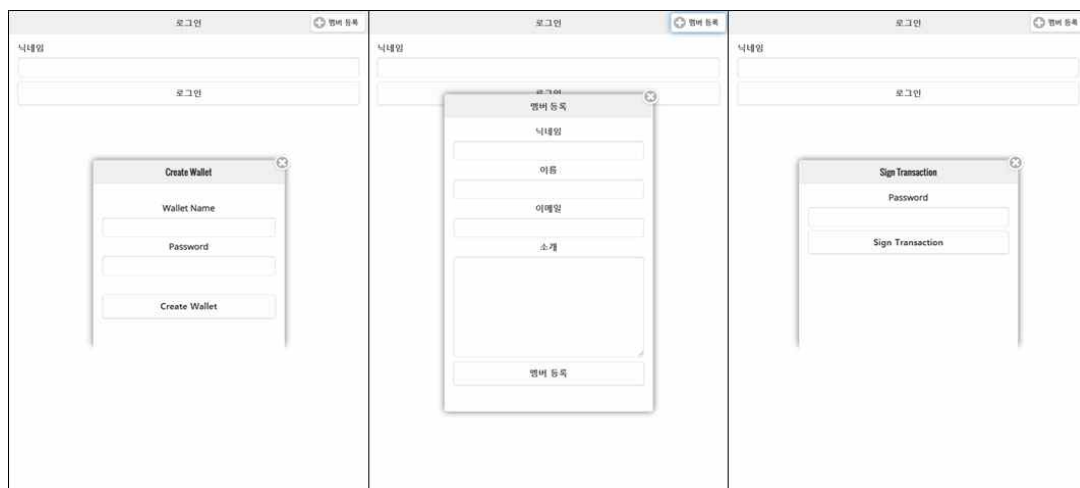 로그인
멤버 등록
닉네임
로그인
Create Wallet
Wallet Name
Password
Create Wallet
로그인
멤버 등록
닉네임
로그인
멤버 등록
닉네임
이름
이메일
소개
멤버 등록
로그인
멤버 등록
닉네임
로그인
Sign Transaction
Password
Sign Transaction